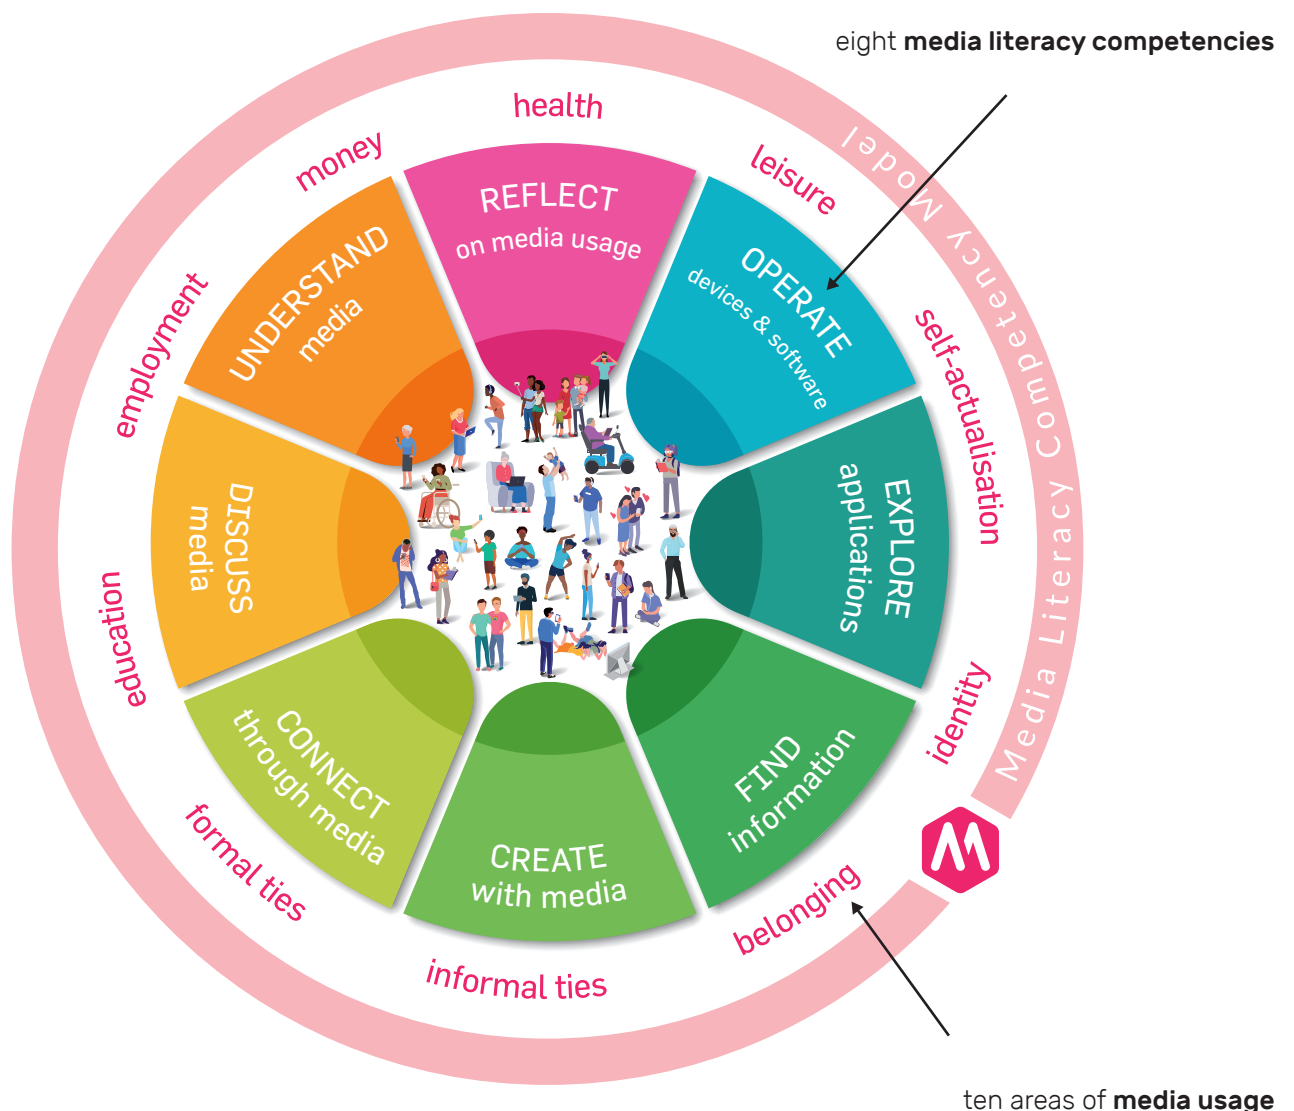 eight media literacy competencies
health
money
leisure
employment
self-actualisation
education
identity
formal ties
belonging
informal ties
REFLECT
on media usage
OPERATE
devices & software
EXPLORE
applications
FIND
information
CREATE
with media
CONNECT
through media
DISCUSS
media
UNDERSTAND
media
Media Literacy Competency Model
ten areas of media usage